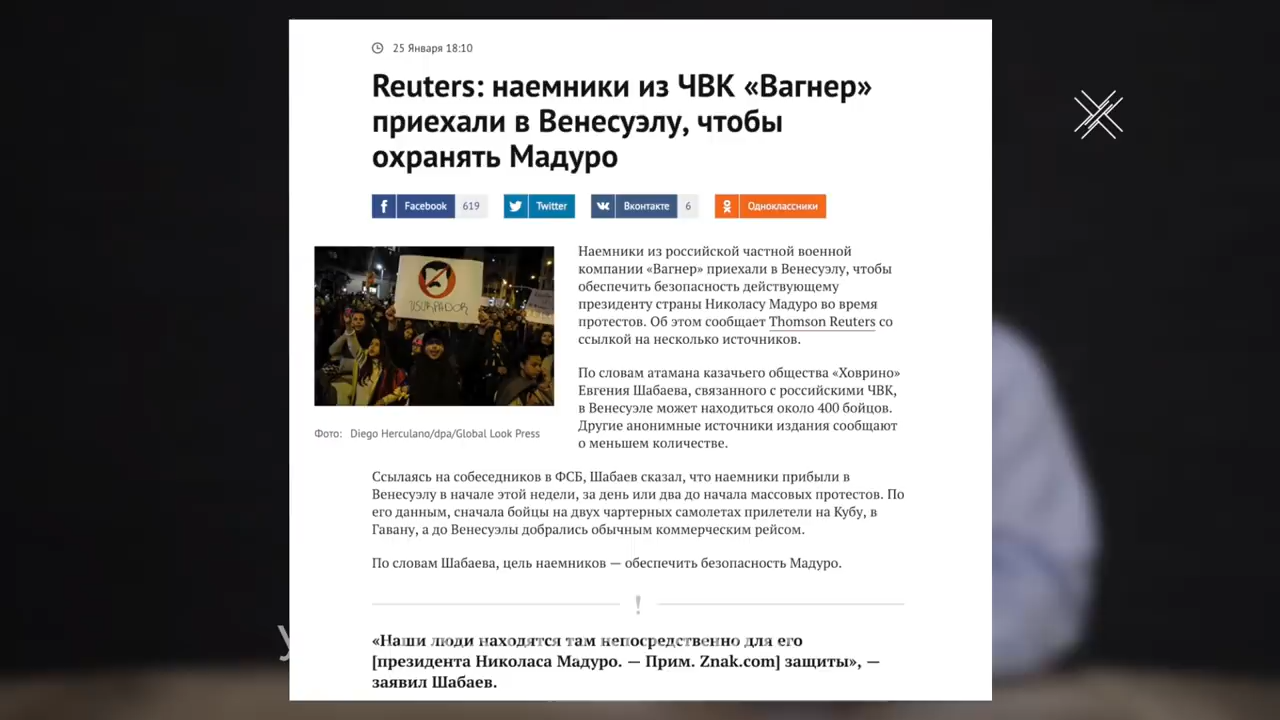 25 Января 18:10
Reuters: наемники из ЧВК «Вагнер»
приехали в Венесуэлу, чтобы
охранять Мадуро
Facebook 619 Twitter Вконтакте 6 Одноклассники
USURPADOR
Фото: Diego Herculano/dpa/Global Look Press
Наемники из российской частной военной
компании «Вагнер» приехали в Венесуэлу, чтобы
обеспечить безопасность действующему
президенту страны Николасу Мадуро во время
протестов. Об этом сообщает Thomson Reuters со
ссылкой на несколько источников.
По словам атамана казачьего общества «Ховрино»
Евгения Шабаева, связанного с российскими ЧВК,
в Венесуэле может находиться около 400 бойцов.
Другие анонимные источники издания сообщают
о меньшем количестве.
Ссылаясь на собеседников в ФСБ, Шабаев сказал, что наемники прибыли в
Венесуэлу в начале этой недели, за день или два до начала массовых протестов. По
его данным, сначала бойцы на двух чартерных самолетах прилетели на Кубу, в
Гавану, а до Венесуэлы добрались обычным коммерческим рейсом.
По словам Шабаева, цель наемников — обеспечить безопасность Мадуро.
!
«Наши люди находятся там непосредственно для его
[президента Николаса Мадуро. — Прим. Znak.com] защиты», —
заявил Шабаев.